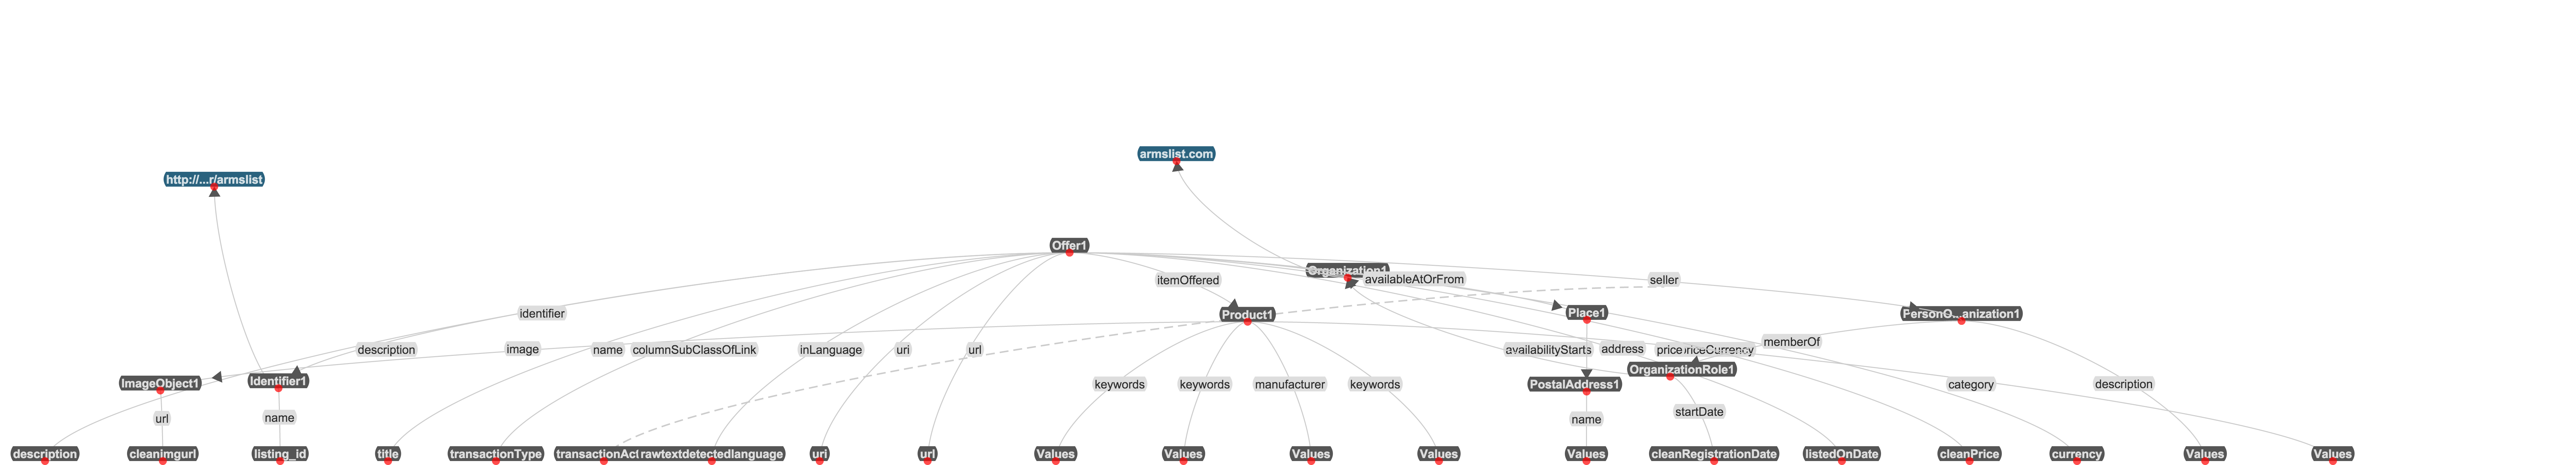 armslist.com
http://...r/armslist
Offer1
Organization1
availableAtOrFrom
itemOffered
seller
identifier
Product1
Place1
PersonO...anization1
description
image
name
columnSubClassOfLink
inLanguage
uri
url
availabilityStarts
address
price
priceCurrency
memberOf
OrganizationRole1
ImageObject1
Identifier1
keywords
keywords
manufacturer
keywords
PostalAddress1
category
description
url
name
name
startDate
description
cleanimgurl
listing_id
title
transactionType
transactionAcl
rawtextdetectedlanguage
uri
url
Values
Values
Values
Values
Values
cleanRegistrationDate
listedOnDate
cleanPrice
currency
Values
Values